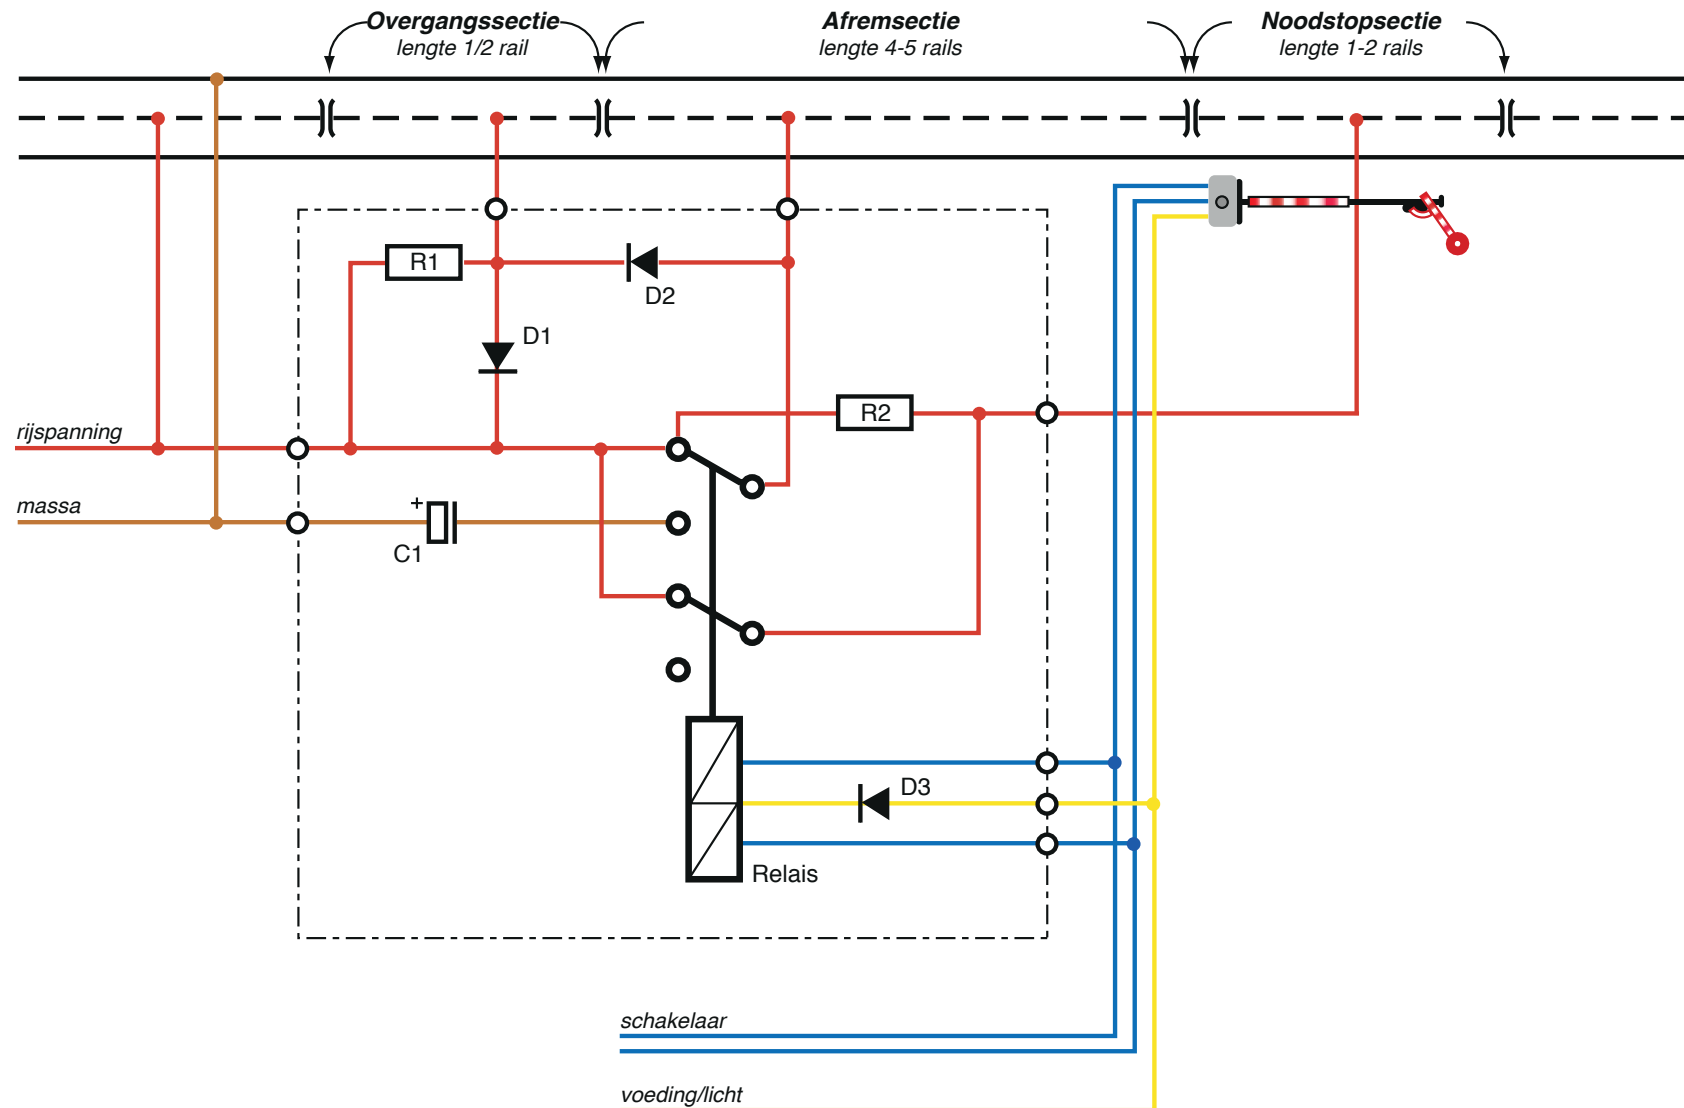 Overgangssectie
lengte 1/2 rail
Afremsectie
lengte 4-5 rails
Noodstopsectie
lengte 1-2 rails
R1
D2
D1
R2
rijspanning
massa
+
C1
D3
Relais
schakelaar
voeding/licht